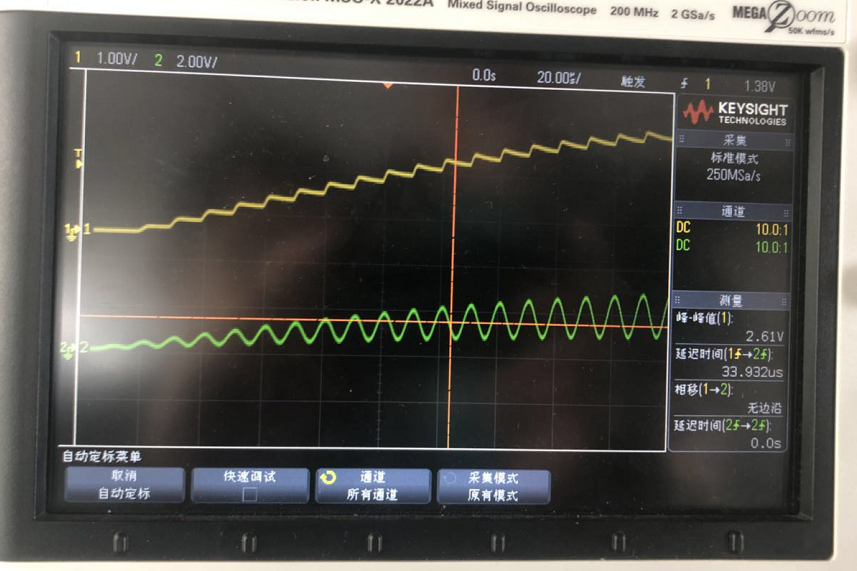 2022A Mixed Signal Oscilloscope 200 MHz 2 GSa/s MEGA Zoom
50K wfms/s
1 1.00V/ 2 2.00V/ 0.0s 20.00us/ 触发 1 1.38V
KEYSIGHT
TECHNOLOGIES
采集
标准模式
250MSa/s
通道
DC 10.0:1
DC 10.0:1
测量
峰-峰值(1):
2.61V
延迟时间(1→2):
33.932us
相移(1→2):
无边沿
延迟时间(2→2):
0.0s
T
1
2
自动定标菜单
取消 快速调试 通道 采集模式
自动定标 所有通道 原有模式